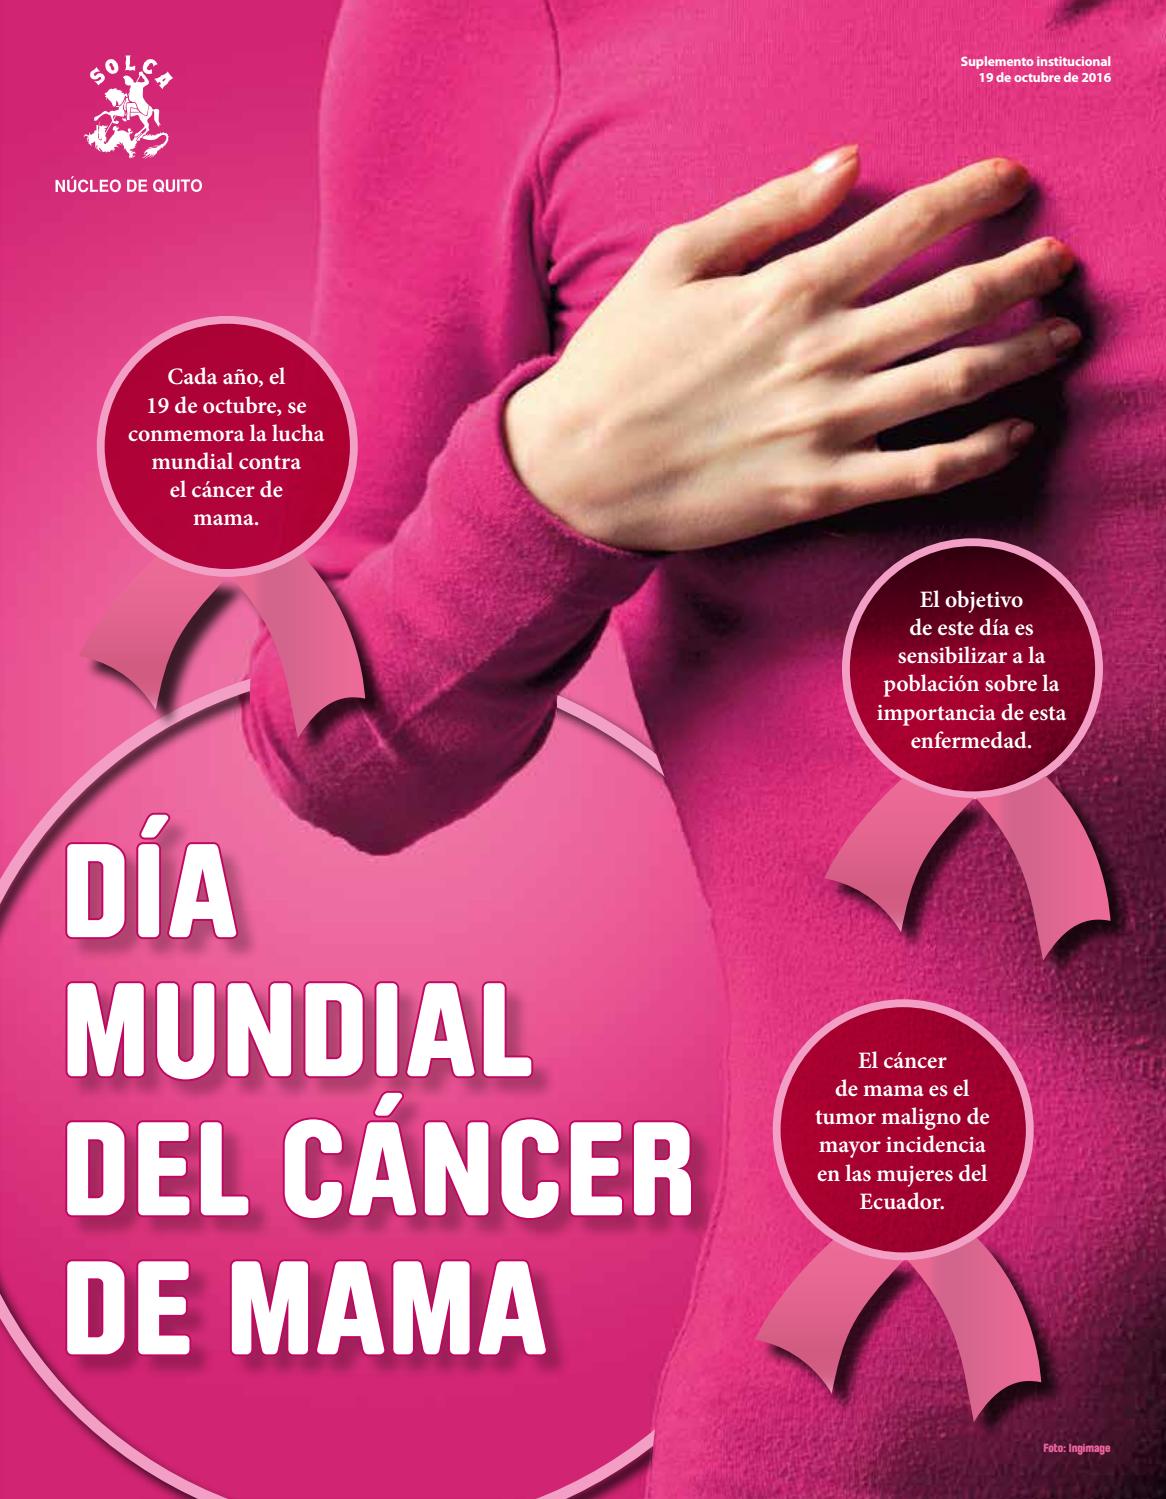 SOLCA
NÚCLEO DE QUITO
Suplemento institucional
19 de octubre de 2016
Cada año, el
19 de octubre, se
conmemora la lucha
mundial contra
el cáncer de
mama.
El objetivo
de este día es
sensibilizar a la
población sobre la
importancia de esta
enfermedad.
DÍA
MUNDIAL
DEL CÁNCER
DE MAMA
El cáncer
de mama es el
tumor maligno de
mayor incidencia
en las mujeres del
Ecuador.
Foto: Ingimage